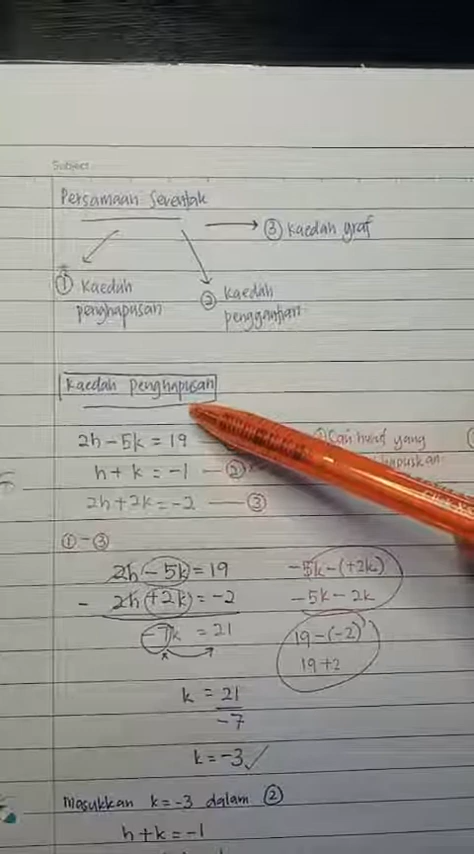 Subject
Persamaan Serentak
③ Kaedah graf
① Kaedah
penghapusan
② Kaedah
penggantian
Kaedah Penghapusan
2h - 5k = 19
h + k = -1 — ②
2h + 2k = -2 — ③
Cari huruf yang
① - ③
2h - 5k = 19
- 2h + 2k = -2
-7k = 21
-5k - (+2k)
-5k - 2k
19 - (-2)
19 + 2
k = 21
-7
k = -3 ✓
Masukkan k = -3 dalam ②
h + k = -1